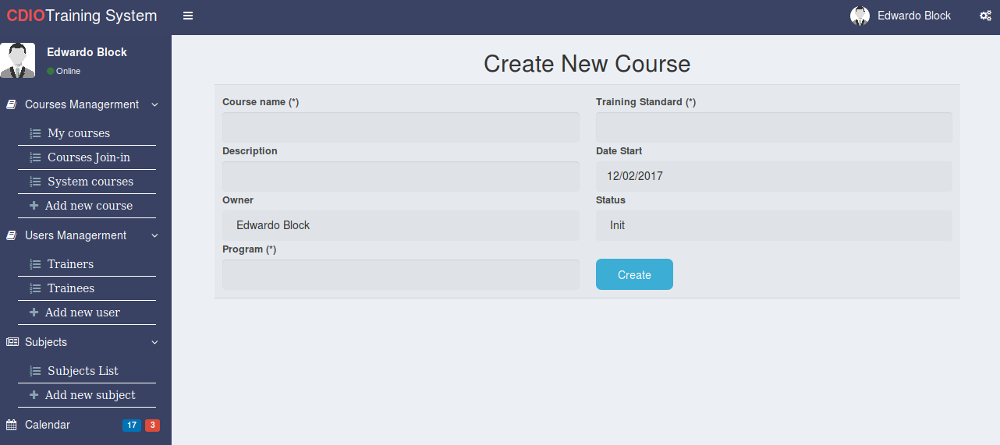 CDIOTraining System
Edwardo Block
Edwardo Block
Online
Courses Management
My courses
Courses Join-in
System courses
Add new course
Users Management
Trainers
Trainees
Add new user
Subjects
Subjects List
Add new subject
Calendar 17 3
Create New Course
Course name (*) Training Standard (*)
Description Date Start
12/02/2017
Owner Status
Edwardo Block Init
Program (*)
Create